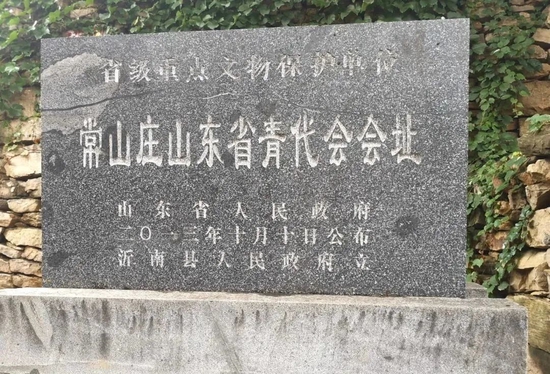 省级重点文物保护单位
常山庄山东省青代会会址
山东省人民政府
二〇一三年十月十日公布
沂南县人民政府立